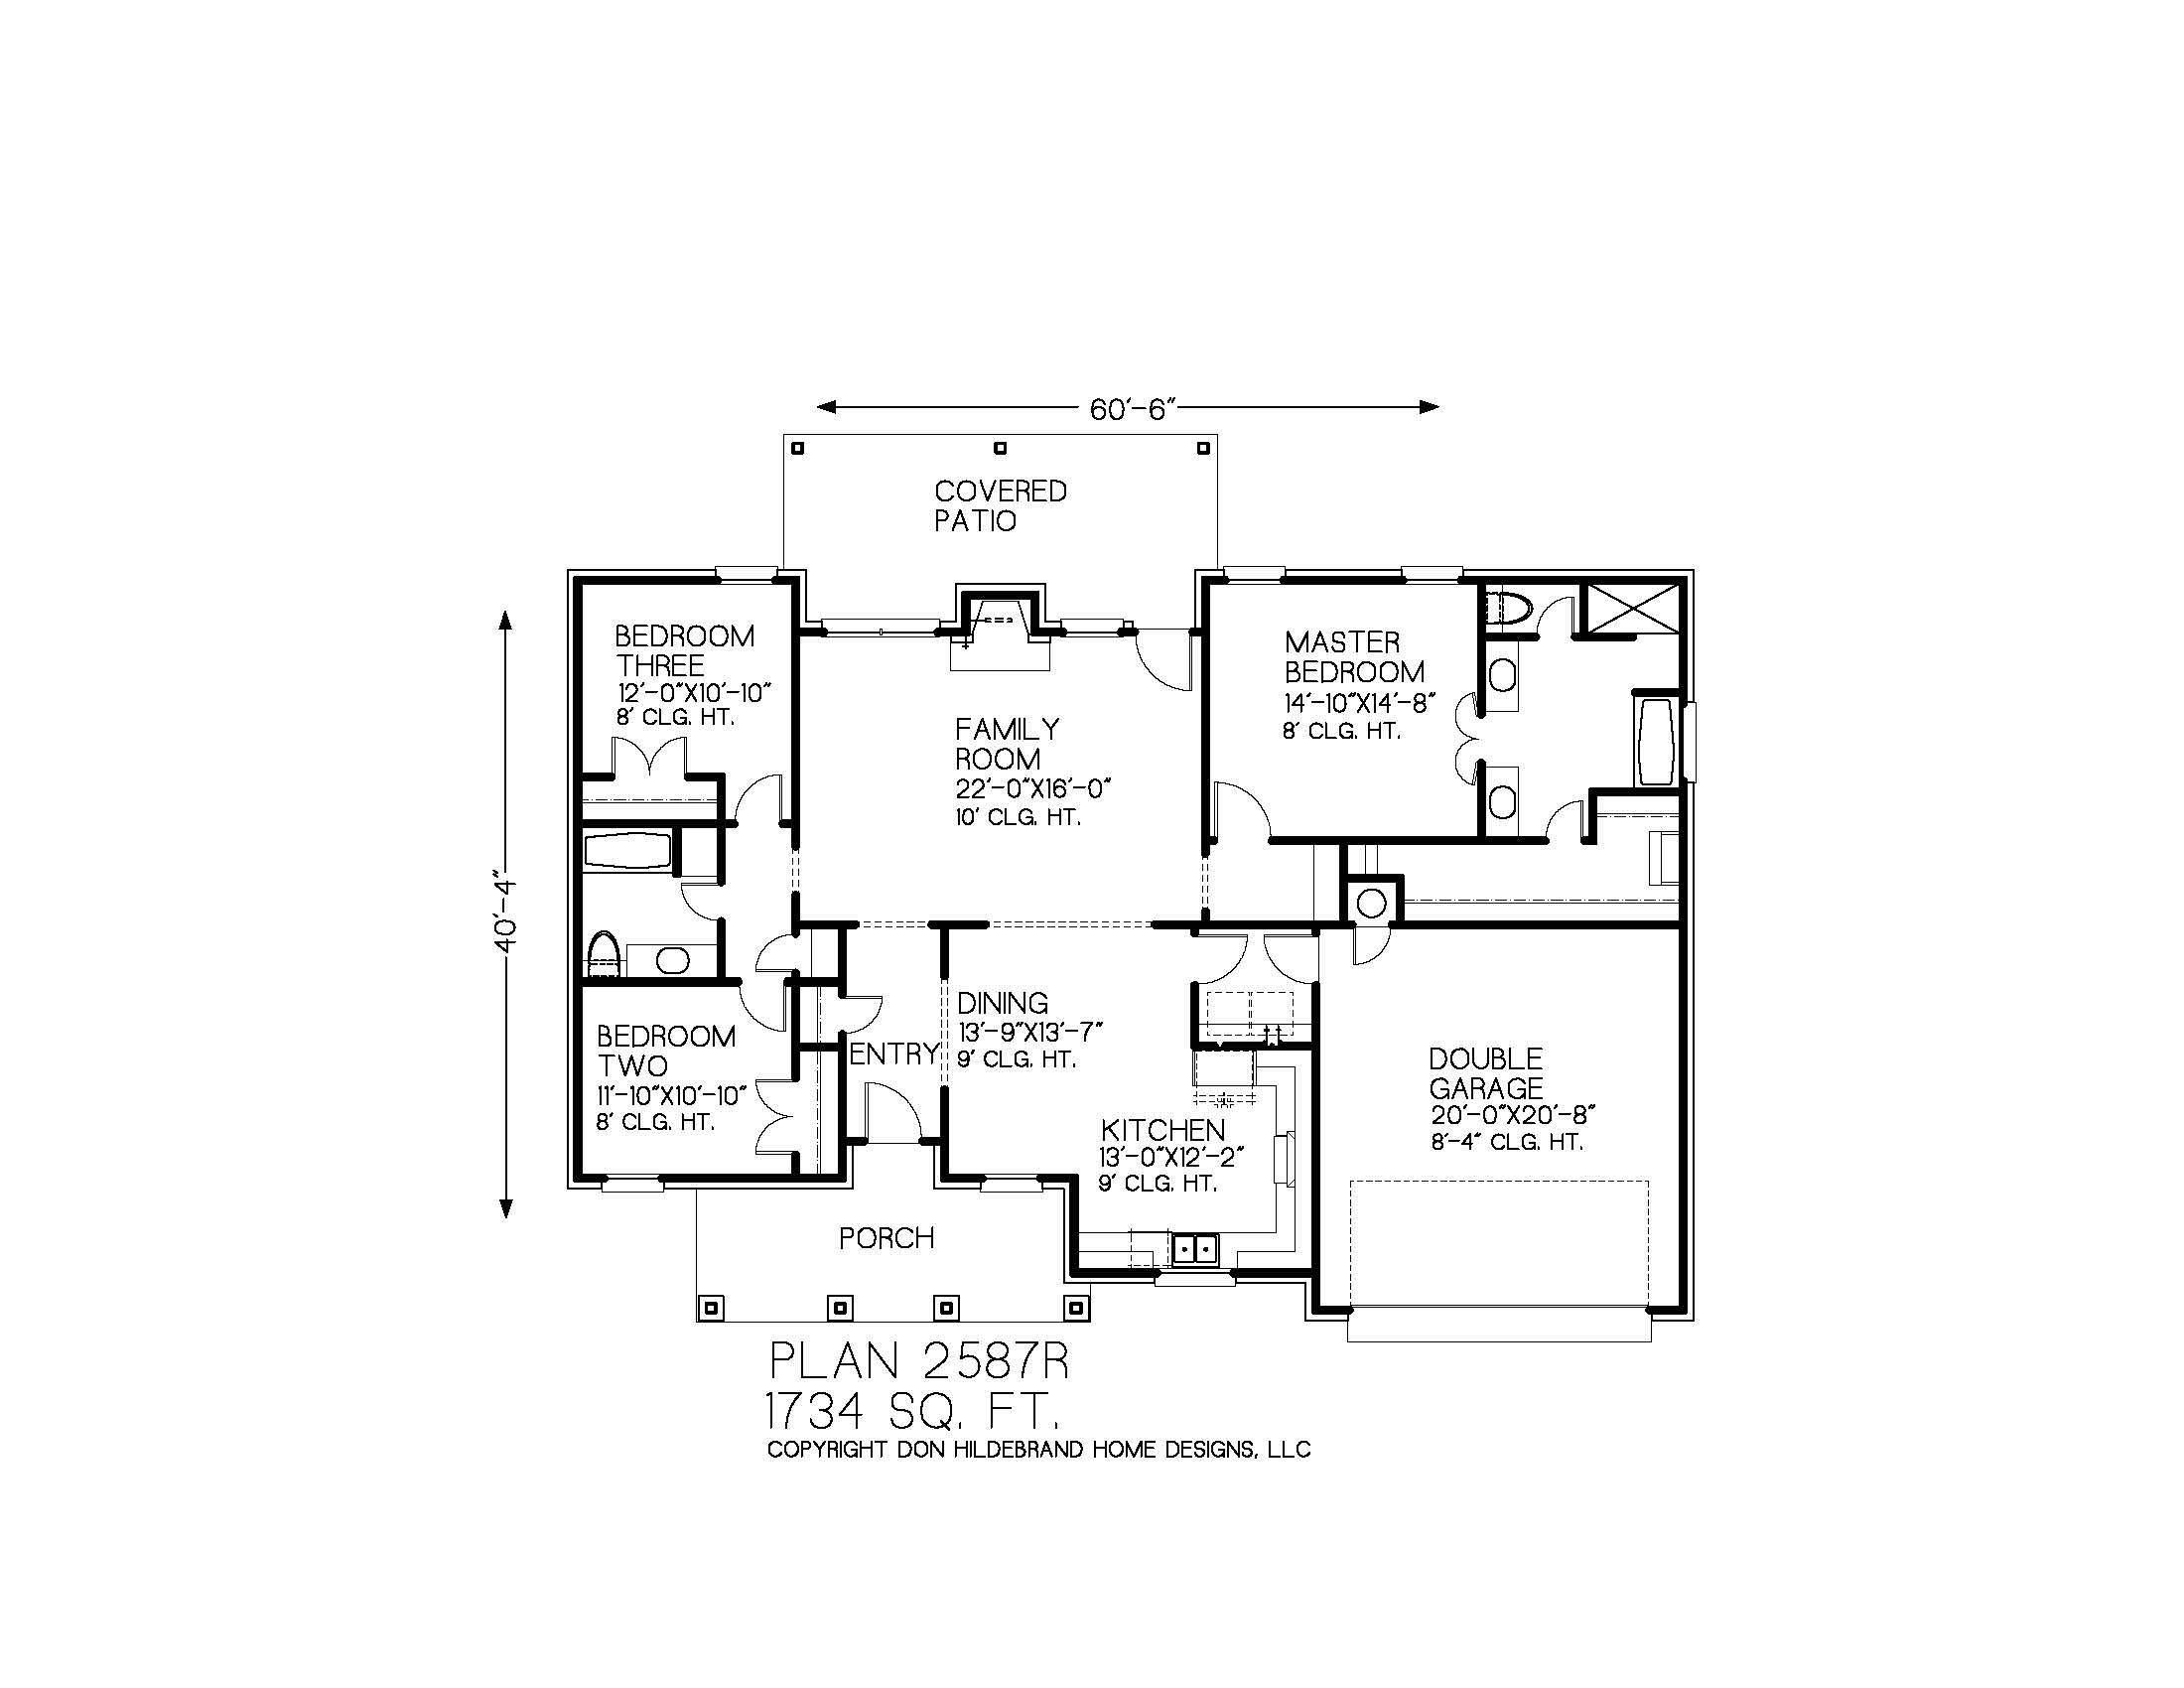 60'-6"
COVERED
PATIO
BEDROOM
THREE
12'-0"X10'-10"
8' CLG. HT.
MASTER
BEDROOM
14'-10"X14'-8"
8' CLG. HT.
FAMILY
ROOM
22'-0"X16'-0"
10' CLG. HT.
40'-4"
DINING
13'-9"X13'-7"
9' CLG. HT.
BEDROOM
TWO
11'-10"X10'-10"
8' CLG. HT.
ENTRY
DOUBLE
GARAGE
20'-0"X20'-8"
8'-4" CLG. HT.
KITCHEN
13'-0"X12'-2"
9' CLG. HT.
PORCH
PLAN 2587R
1734 SQ. FT.
COPYRIGHT DON HILDEBRAND HOME DESIGNS, LLC